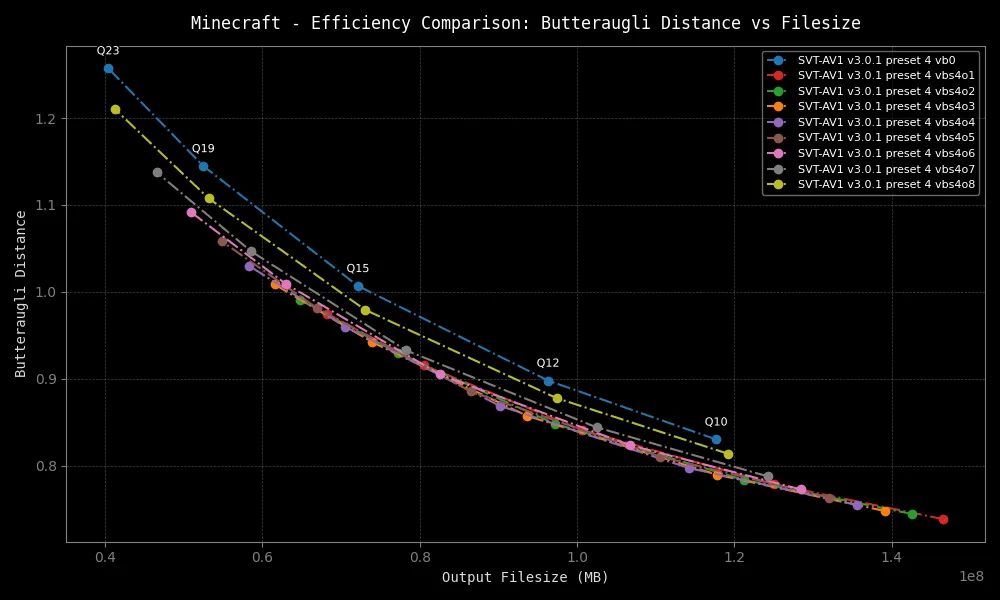 Minecraft - Efficiency Comparison: Butteraugli Distance vs Filesize
Q23
Q19
Q15
Q12
Q10
SVT-AV1 v3.0.1 preset 4 vb0
SVT-AV1 v3.0.1 preset 4 vbs4o1
SVT-AV1 v3.0.1 preset 4 vbs4o2
SVT-AV1 v3.0.1 preset 4 vbs4o3
SVT-AV1 v3.0.1 preset 4 vbs4o4
SVT-AV1 v3.0.1 preset 4 vbs4o5
SVT-AV1 v3.0.1 preset 4 vbs4o6
SVT-AV1 v3.0.1 preset 4 vbs4o7
SVT-AV1 v3.0.1 preset 4 vbs4o8
Butteraugli Distance
1.2
1.1
1.0
0.9
0.8
0.4 0.6 0.8 1.0 1.2 1.4
1e8
Output Filesize (MB)